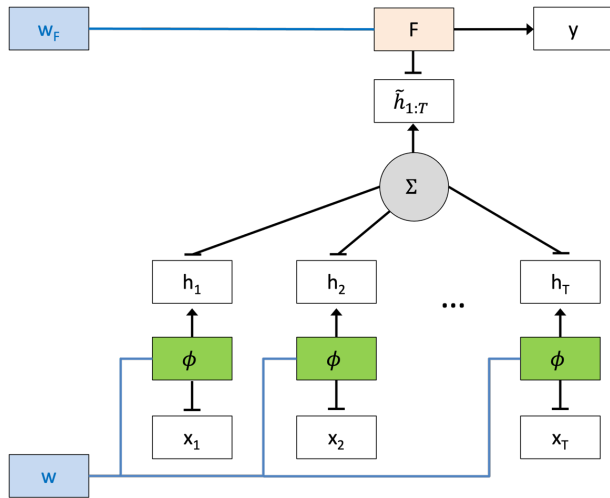 w_F F y
h̃_{1:T}
Σ
h_1 h_2 ... h_T
ϕ ϕ ϕ
x_1 x_2 x_T
w